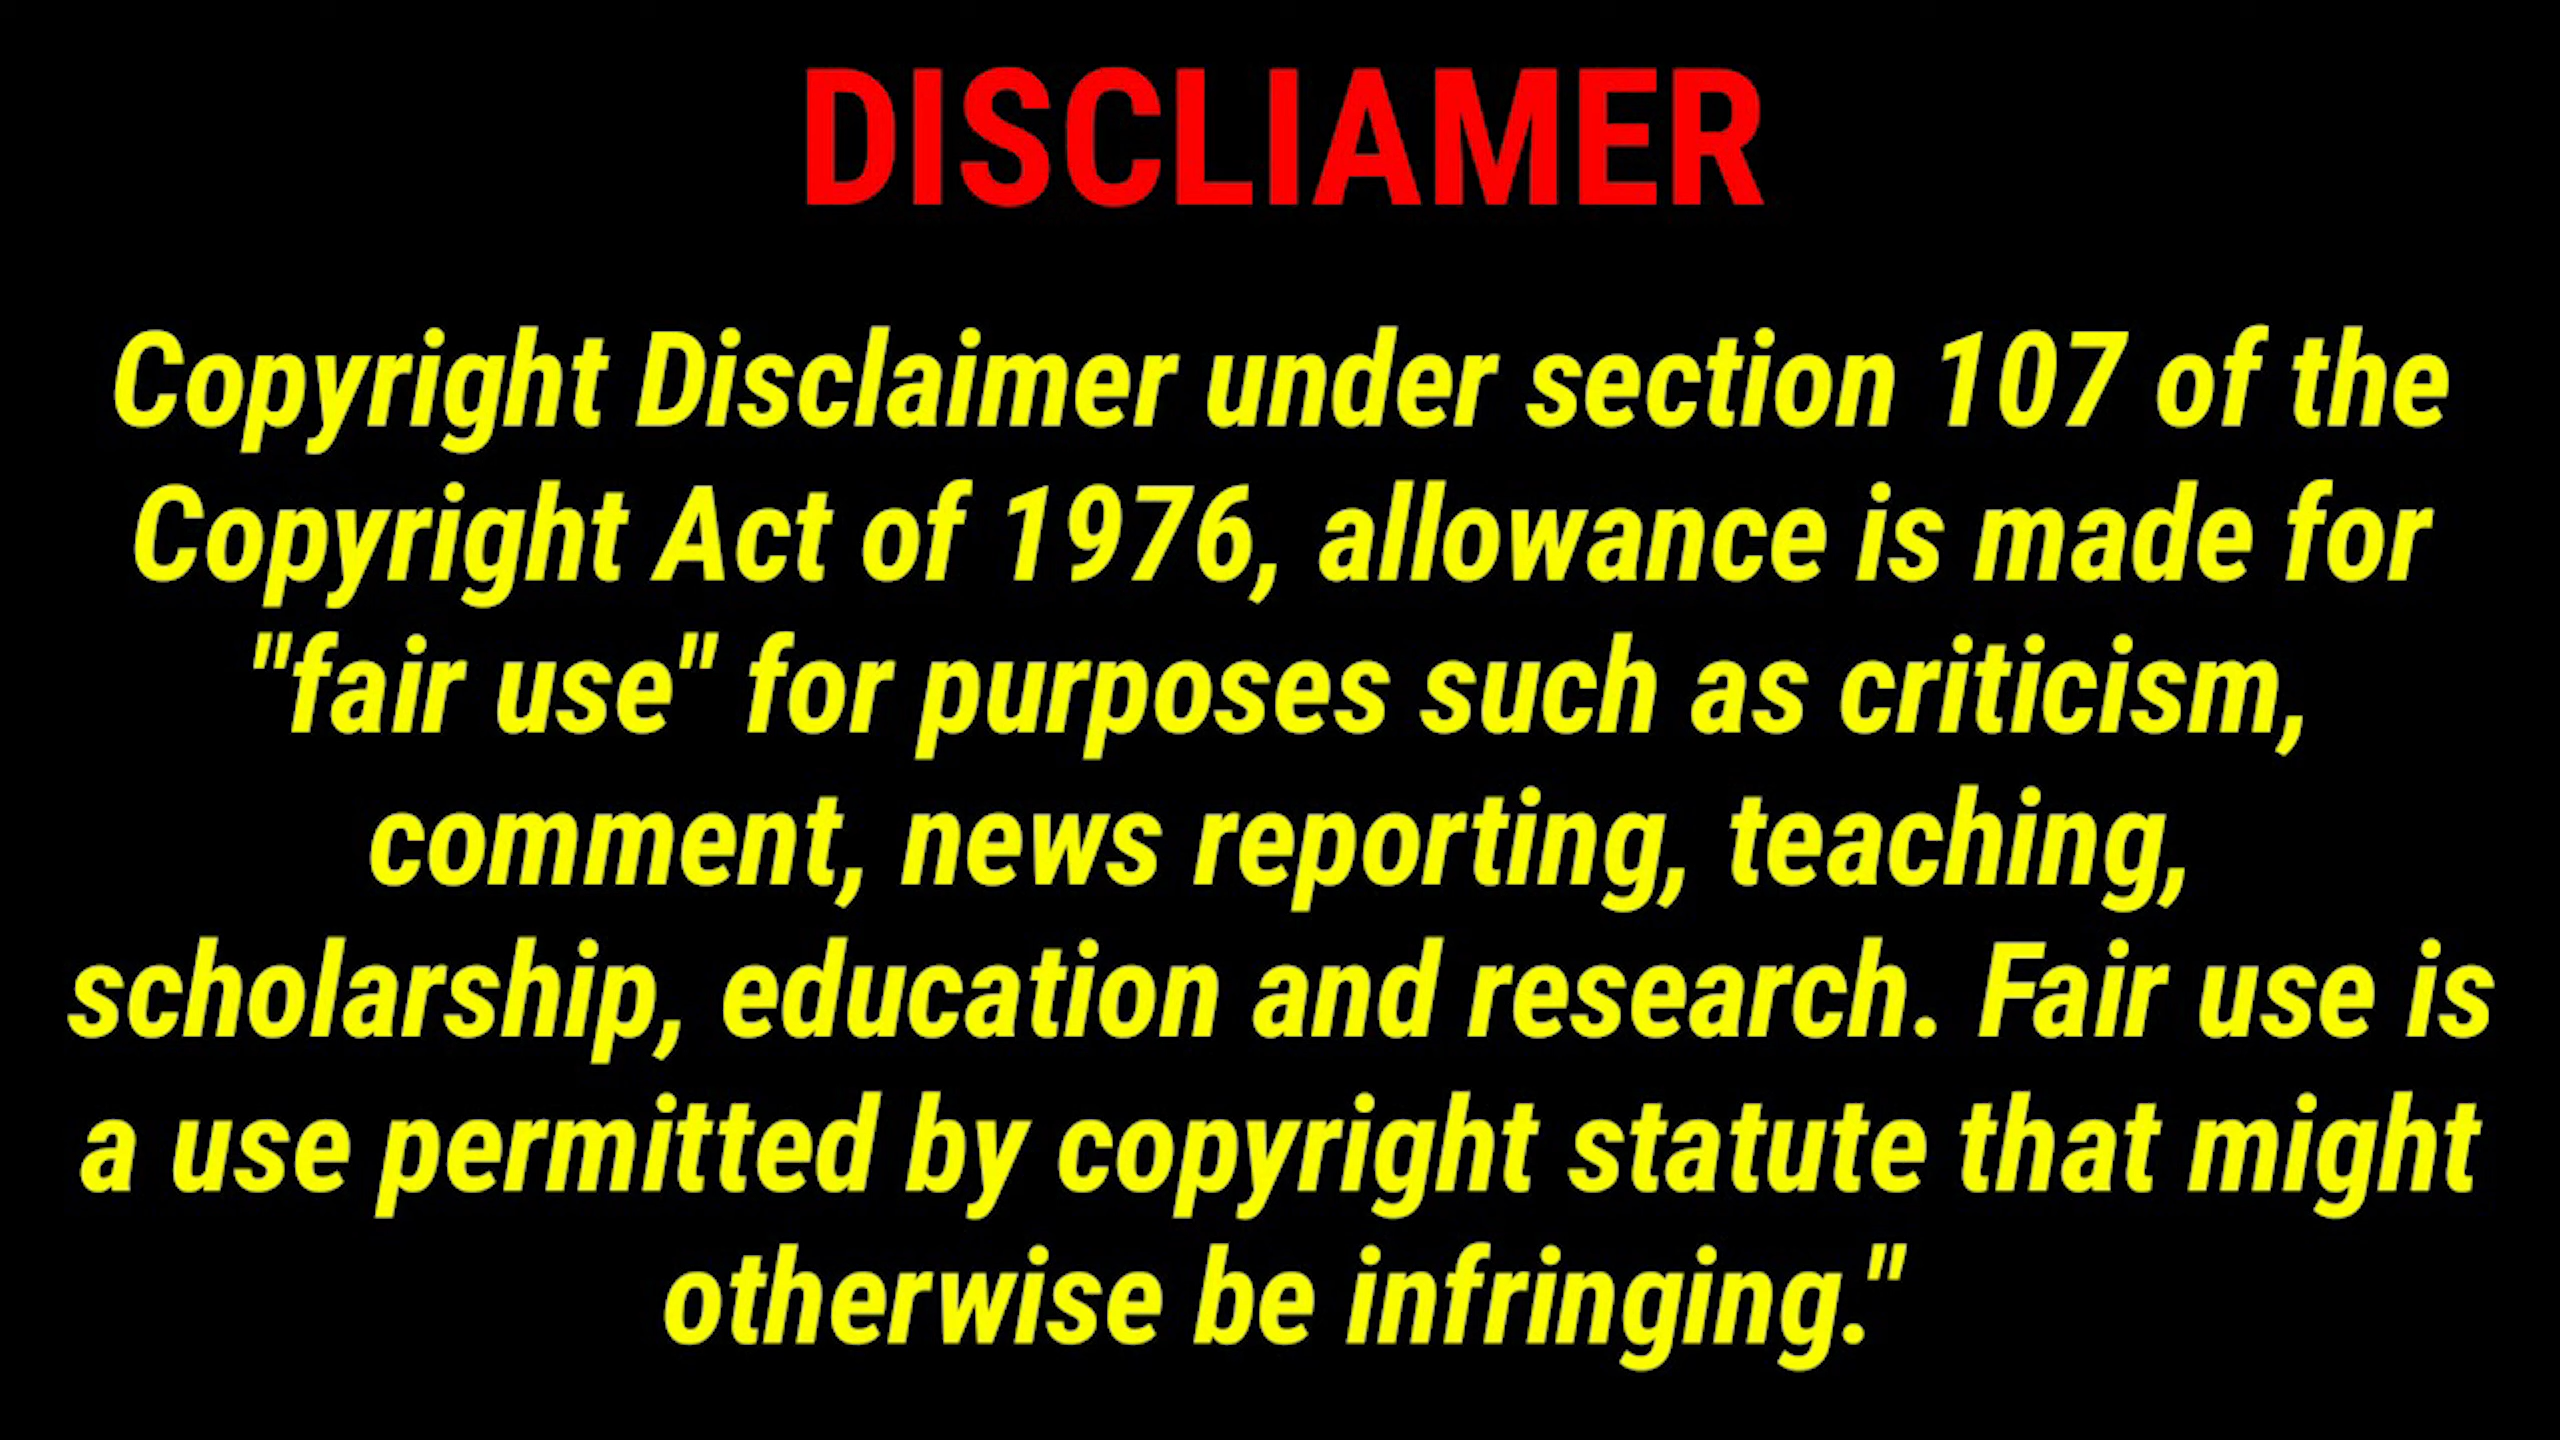 DISCLIAMER
Copyright Disclaimer under section 107 of the
Copyright Act of 1976, allowance is made for
"fair use" for purposes such as criticism,
comment, news reporting, teaching,
scholarship, education and research. Fair use is
a use permitted by copyright statute that might
otherwise be infringing."